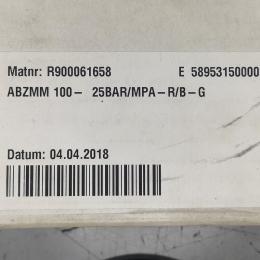 Matnr: R900061658 E 58953150000
ABZMM 100- 25BAR/MPA-R/B-G
Datum: 04.04.2018